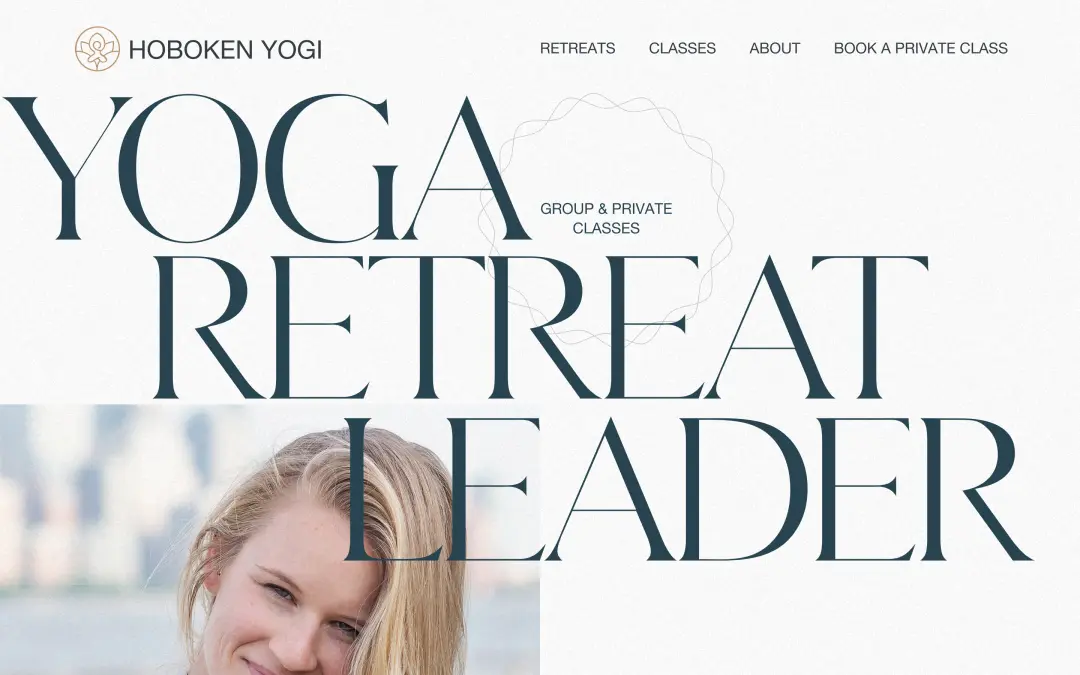 HOBOKEN YOGI
RETREATS
CLASSES
ABOUT
BOOK A PRIVATE CLASS
YOGA
GROUP & PRIVATE
CLASSES
RETREAT
LEADER